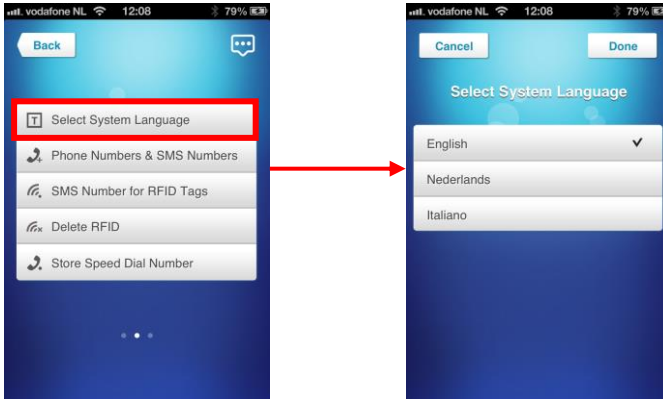 vodafone NL 12:08 79%
Back
Select System Language
Phone Numbers & SMS Numbers
SMS Number for RFID Tags
Delete RFID
Store Speed Dial Number
vodafone NL 12:08 79%
Cancel Done
Select System Language
English
Nederlands
Italiano